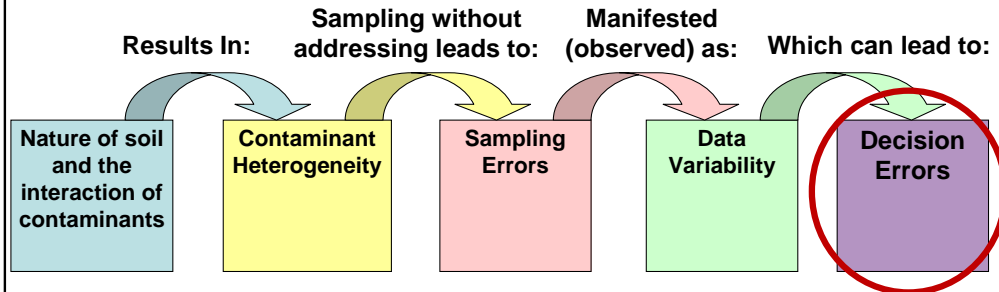 Results In:
Sampling without
addressing leads to:
Manifested
(observed) as:
Which can lead to:
Nature of soil
and the
interaction of
contaminants
Contaminant
Heterogeneity
Sampling
Errors
Data
Variability
Decision
Errors